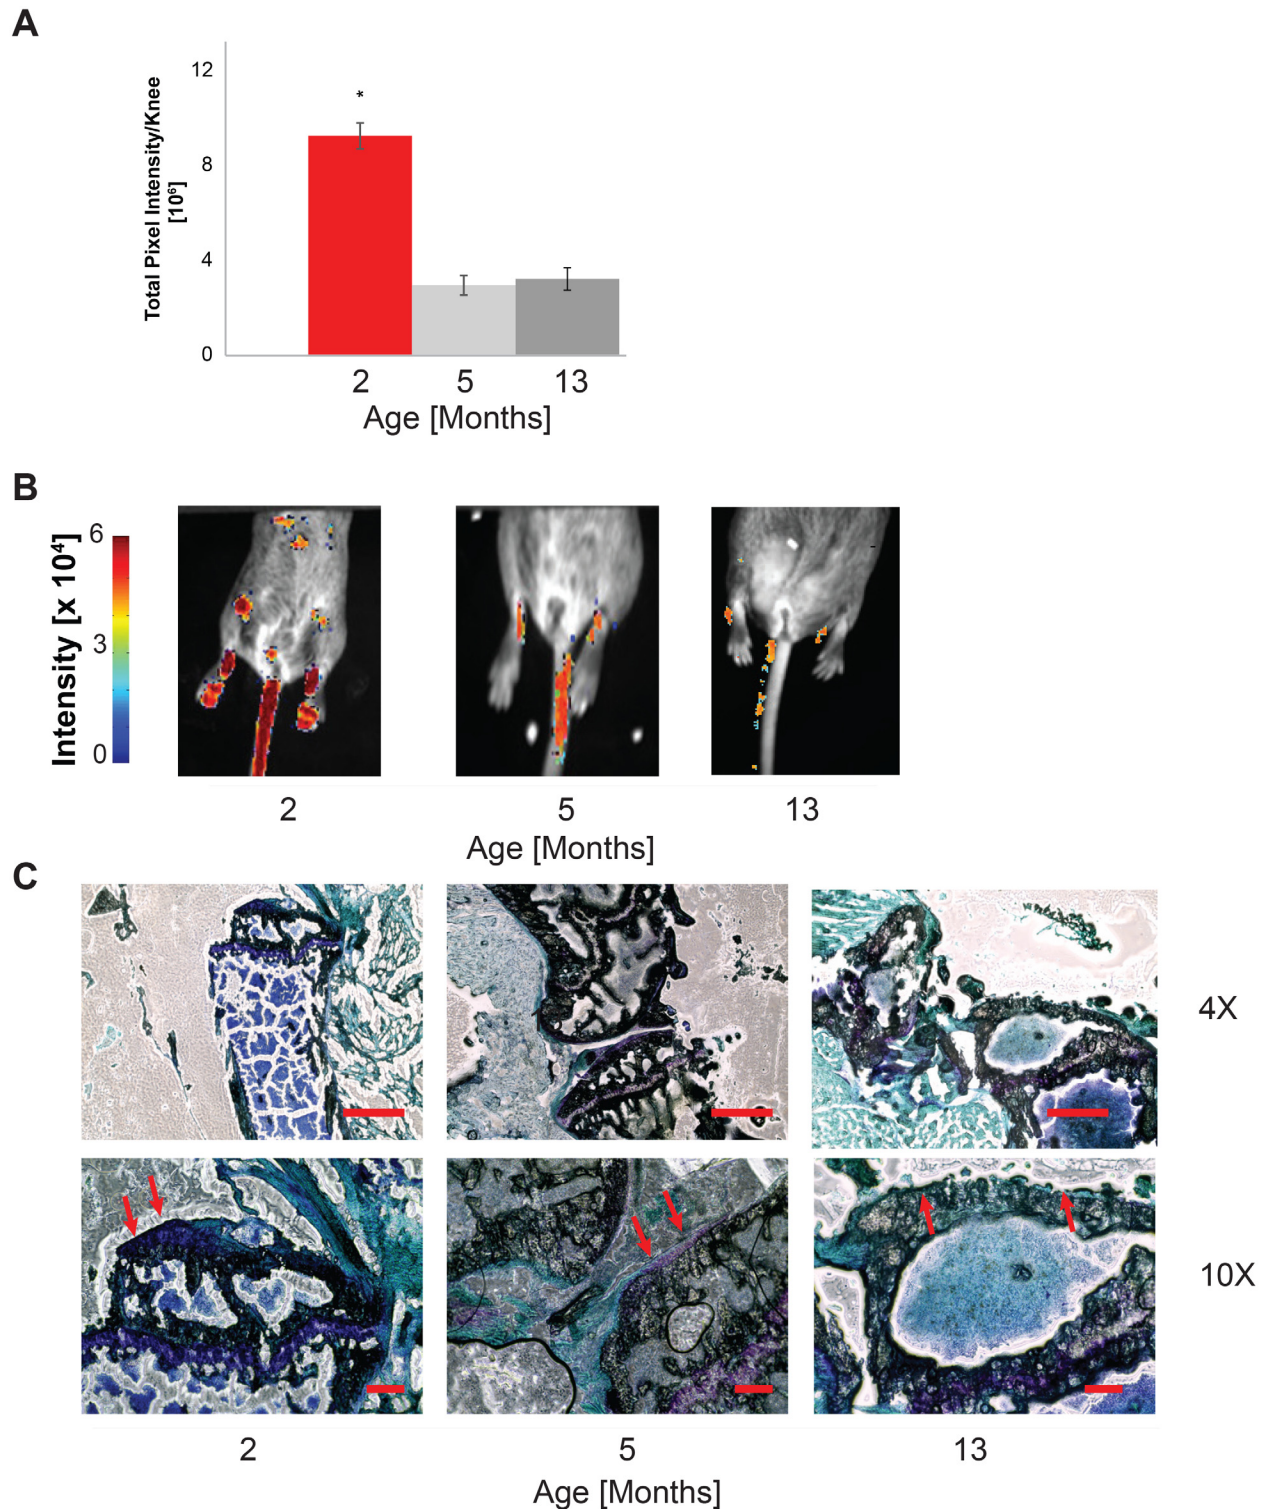 A
Total Pixel Intensity/Knee
[10⁶]
12
8
4
0
*
2 5 13
Age [Months]
B
Intensity [x 10⁴]
6
3
0
2 5 13
Age [Months]
C
4X
10X
2 5 13
Age [Months]